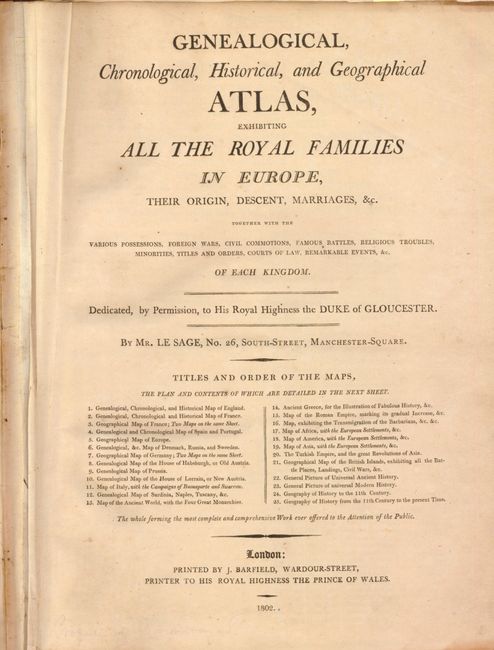 GENEALOGICAL,
Chronological, Historical, and Geographical
ATLAS,
EXHIBITING
ALL THE ROYAL FAMILIES
IN EUROPE,
THEIR ORIGIN, DESCENT, MARRIAGES, &c.
TOGETHER WITH THE
VARIOUS POSSESSIONS, FOREIGN WARS, CIVIL COMMOTIONS, FAMOUS BATTLES, RELIGIOUS TROUBLES,
MINORITIES, TITLES AND ORDERS, COURTS OF LAW, REMARKABLE EVENTS, &c.
OF EACH KINGDOM.
Dedicated, by Permission, to His Royal Highness the DUKE of GLOUCESTER.
By Mr. LE SAGE, No. 26, South-Street, Manchester-Square.
TITLES AND ORDER OF THE MAPS,
THE PLAN AND CONTENTS OF WHICH ARE DETAILED IN THE NEXT SHEET.
1. Genealogical, Chronological, and Historical Map of England.
2. Genealogical, Chronological, and Historical Map of France.
3. Geographical Map of France; Two Maps on the same Sheet.
4. Genealogical and Chronological Map of Spain and Portugal.
5. Geographical Map of Europe.
6. Genealogical, &c. Map of Denmark, Russia, and Sweden.
7. Geographical Map of Germany; Two Maps on the same Sheet.
8. Genealogical Map of the House of Habsburgh, or Old Austria.
9. Genealogical Map of Prussia.
10. Genealogical Map of the House of Lorrain, or New Austria.
11. Map of Italy, with the Campaigns of Buonaparte and Suwarrow.
12. Genealogical Map of Sardinia, Naples, Tuscany, &c.
13. Map of the Ancient World, with the Four Great Monarchies.
14. Ancient Greece, for the Illustration of Fabulous History, &c.
15. Map of the Roman Empire, marking its gradual Increase, &c.
16. Map, exhibiting the Transmigration of the Barbarians, &c. &c.
17. Map of Africa, with the European Settlements, &c.
18. Map of America, with the European Settlements, &c.
19. Map of Asia, with the European Settlements, &c.
20. The Turkish Empire, and the great Revolutions of Asia.
21. Geographical Map of the British Islands, exhibiting all the Bat-
tle Places, Landings, Civil Wars, &c.
22. General Picture of Universal Ancient History.
23. General Picture of universal Modern History.
24. Geography of History to the 11th Century.
25. Geography of History from the 11th Century to the present Time.
The whole forming the most complete and comprehensive Work ever offered to the Attention of the Public.
London:
PRINTED BY J. BARFIELD, WARDOUR-STREET,
PRINTER TO HIS ROYAL HIGHNESS THE PRINCE OF WALES.
1802.